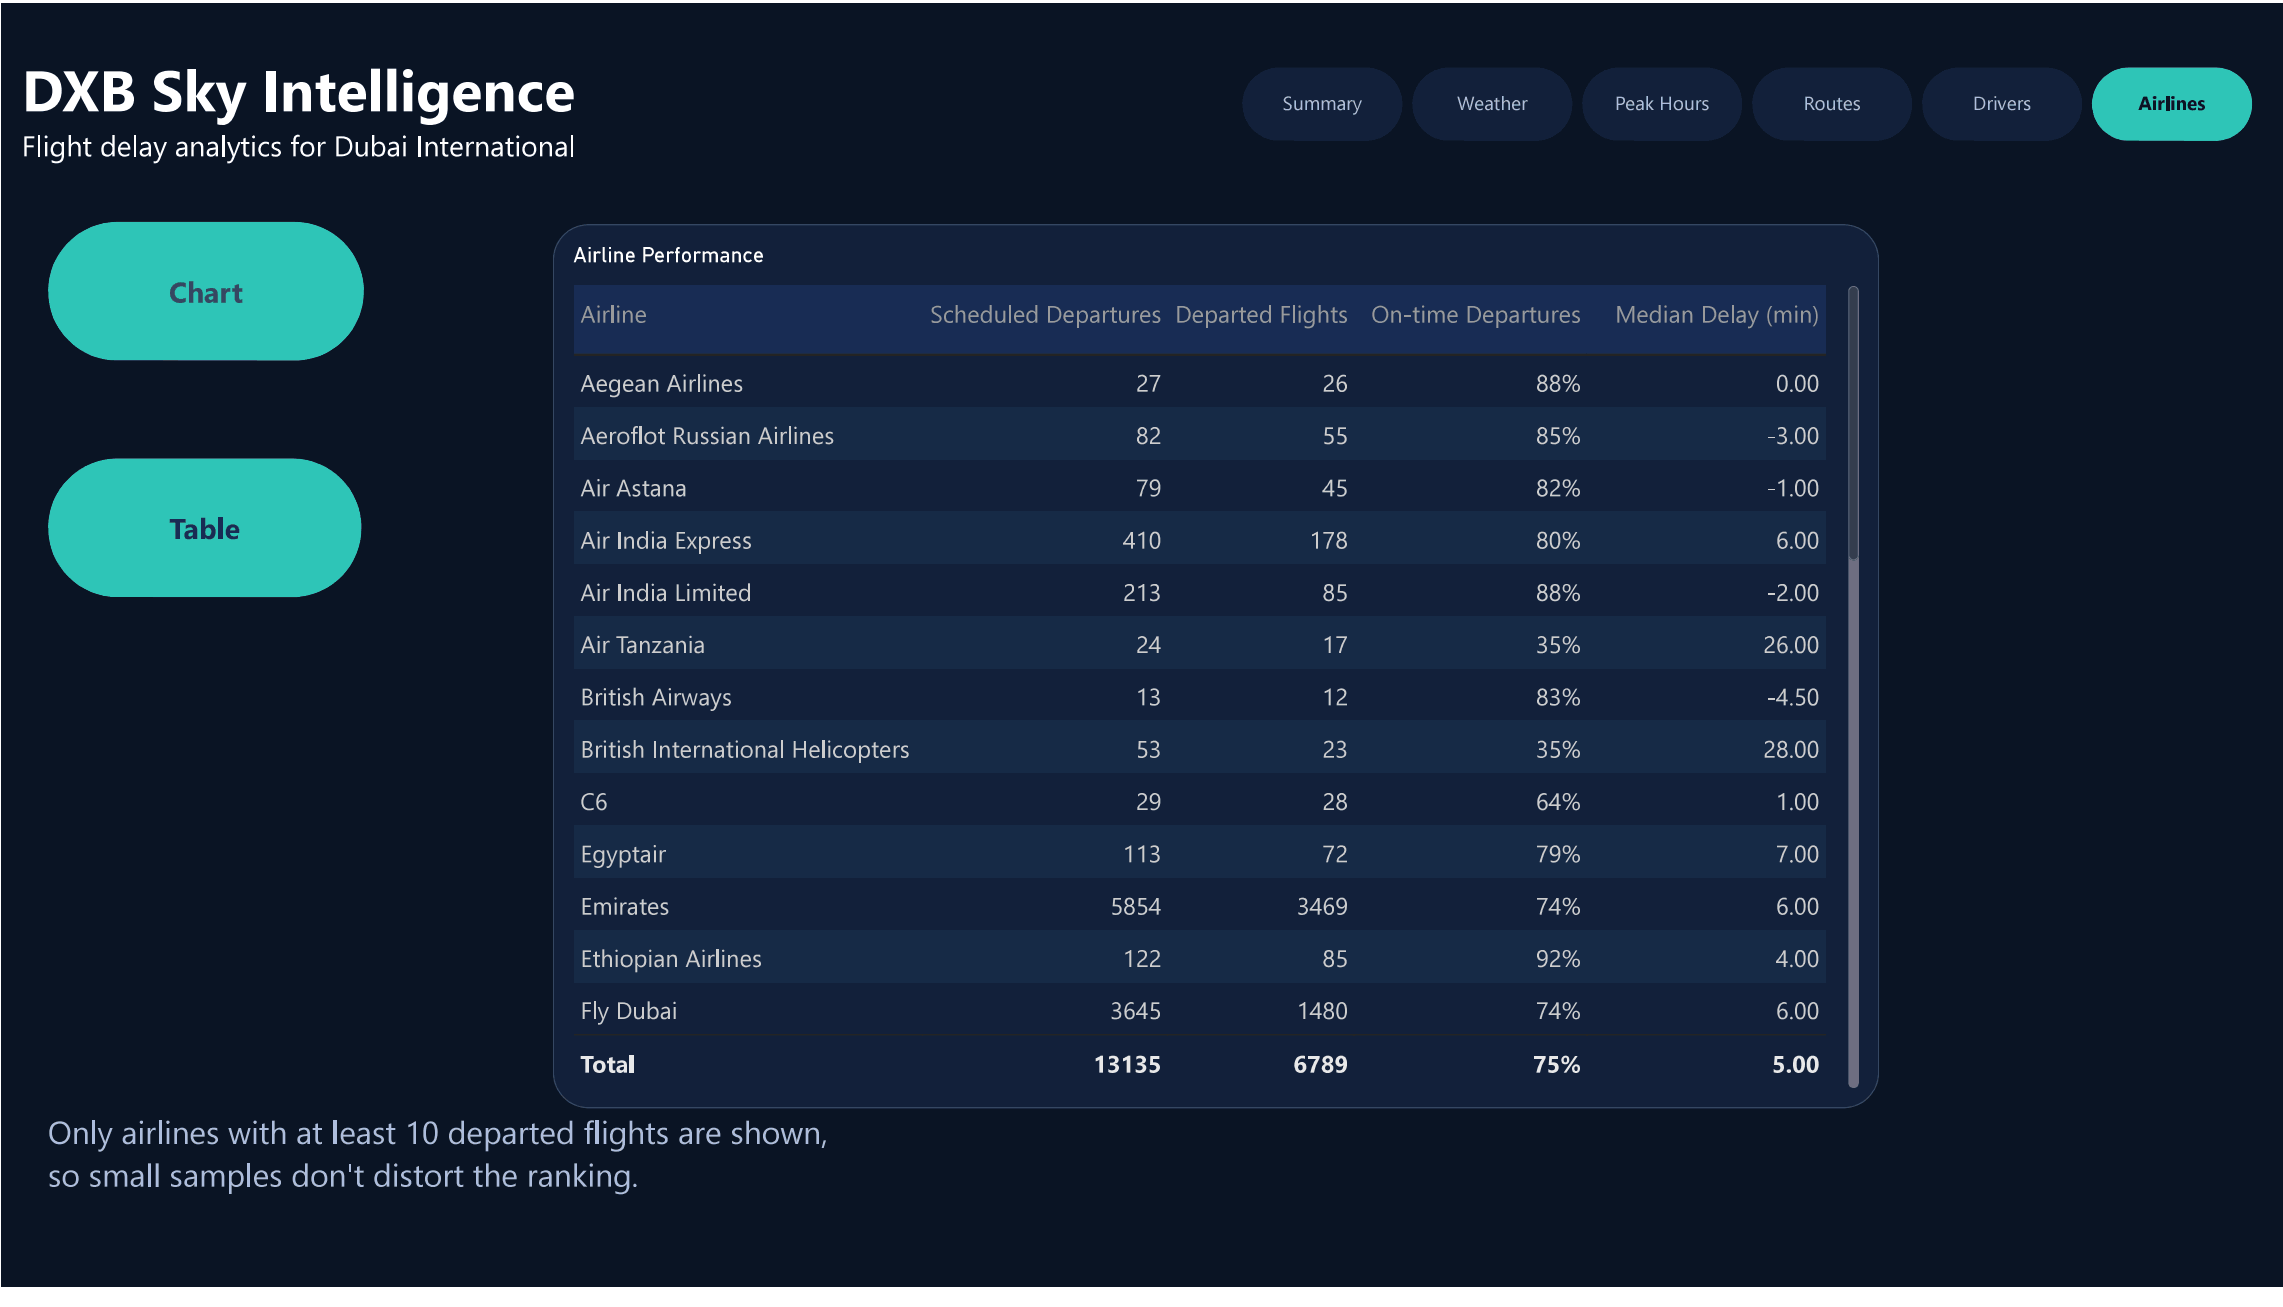 DXB Sky Intelligence
Flight delay analytics for Dubai International
Summary Weather Peak Hours Routes Drivers Airlines
Chart
Table
Airline Performance
Airline Scheduled Departures Departed Flights On-time Departures Median Delay (min)
Aegean Airlines 27 26 88% 0.00
Aeroflot Russian Airlines 82 55 85% -3.00
Air Astana 79 45 82% -1.00
Air India Express 410 178 80% 6.00
Air India Limited 213 85 88% -2.00
Air Tanzania 24 17 35% 26.00
British Airways 13 12 83% -4.50
British International Helicopters 53 23 35% 28.00
C6 29 28 64% 1.00
Egyptair 113 72 79% 7.00
Emirates 5854 3469 74% 6.00
Ethiopian Airlines 122 85 92% 4.00
Fly Dubai 3645 1480 74% 6.00
Total 13135 6789 75% 5.00
Only airlines with at least 10 departed flights are shown,
so small samples don't distort the ranking.